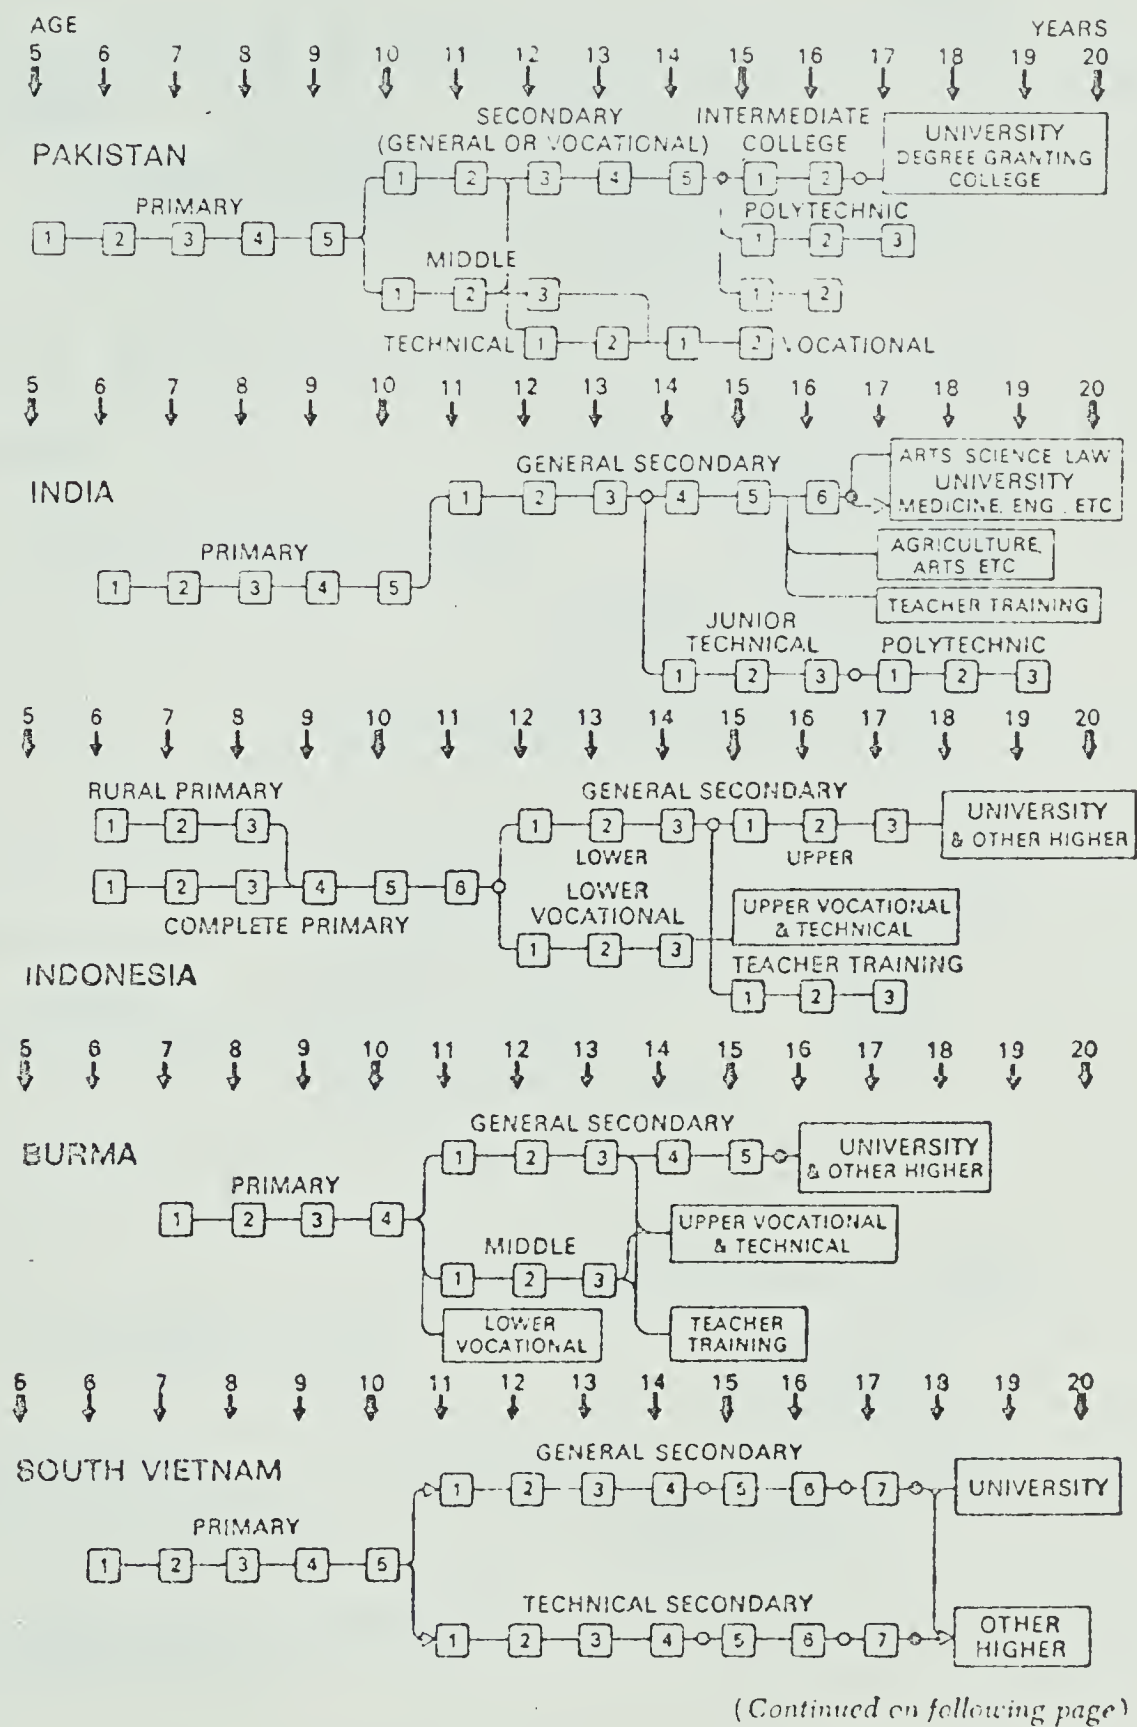 AGE YEARS
5 6 7 8 9 10 11 12 13 14 15 16 17 18 19 20
SECONDARY INTERMEDIATE
(GENERAL OR VOCATIONAL) COLLEGE
UNIVERSITY
DEGREE GRANTING
COLLEGE
PAKISTAN
1 2 3 4 5 1 2
PRIMARY
POLYTECHNIC
1 2 3 4 5 1 2 3
MIDDLE
1 2 3 1 2
TECHNICAL 1 2 1 2 VOCATIONAL
5 6 7 8 9 10 11 12 13 14 15 16 17 18 19 20
GENERAL SECONDARY
ARTS SCIENCE LAW
UNIVERSITY
MEDICINE, ENG., ETC
INDIA
1 2 3 4 5 6
PRIMARY
AGRICULTURE,
ARTS ETC
1 2 3 4 5
TEACHER TRAINING
JUNIOR
TECHNICAL POLYTECHNIC
1 2 3 1 2 3
5 6 7 8 9 10 11 12 13 14 15 16 17 18 19 20
RURAL PRIMARY GENERAL SECONDARY
1 2 3 1 2 3 1 2 3
UNIVERSITY
& OTHER HIGHER
LOWER UPPER
1 2 3 4 5 6
COMPLETE PRIMARY
LOWER
VOCATIONAL
1 2 3
UPPER VOCATIONAL
& TECHNICAL
TEACHER TRAINING
1 2 3
INDONESIA
5 6 7 8 9 10 11 12 13 14 15 16 17 18 19 20
GENERAL SECONDARY
BURMA
1 2 3 4 5
UNIVERSITY
& OTHER HIGHER
PRIMARY
1 2 3 4
UPPER VOCATIONAL
& TECHNICAL
MIDDLE
1 2 3
LOWER
VOCATIONAL
TEACHER
TRAINING
5 6 7 8 9 10 11 12 13 14 15 16 17 18 19 20
GENERAL SECONDARY
SOUTH VIETNAM
1 2 3 4 5 6 7 UNIVERSITY
PRIMARY
1 2 3 4 5
TECHNICAL SECONDARY
1 2 3 4 5 6 7
OTHER
HIGHER
(Continued on following page)